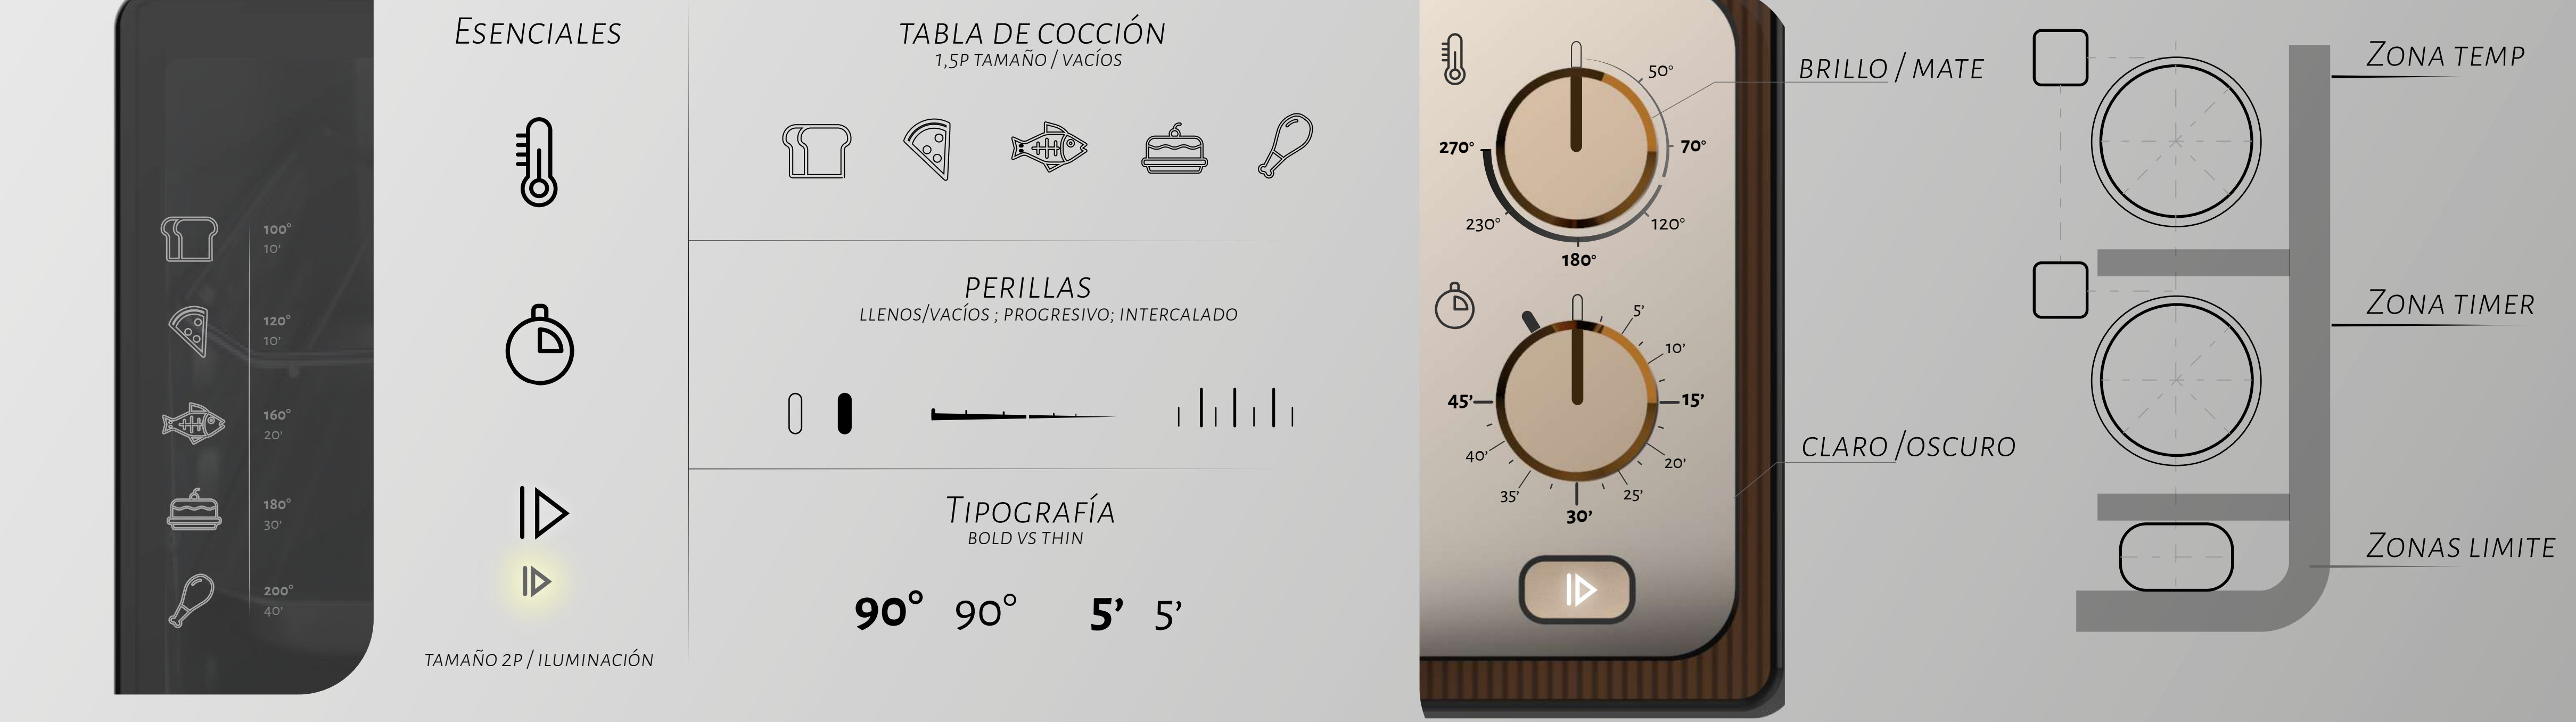 100°
10'
120°
10'
160°
20'
180°
30'
200°
40'
ESENCIALES
TAMAÑO 2P / ILUMINACIÓN
TABLA DE COCCIÓN
1,5P TAMAÑO / VACÍOS
PERILLAS
LLENOS/VACÍOS ; PROGRESIVO; INTERCALADO
TIPOGRAFÍA
BOLD VS THIN
90° 90° 5' 5'
50°
70°
120°
180°
230°
270°
5'
10'
15'
20'
25'
30'
35'
40'
45'
BRILLO / MATE
CLARO /OSCURO
ZONA TEMP
ZONA TIMER
ZONAS LIMITE